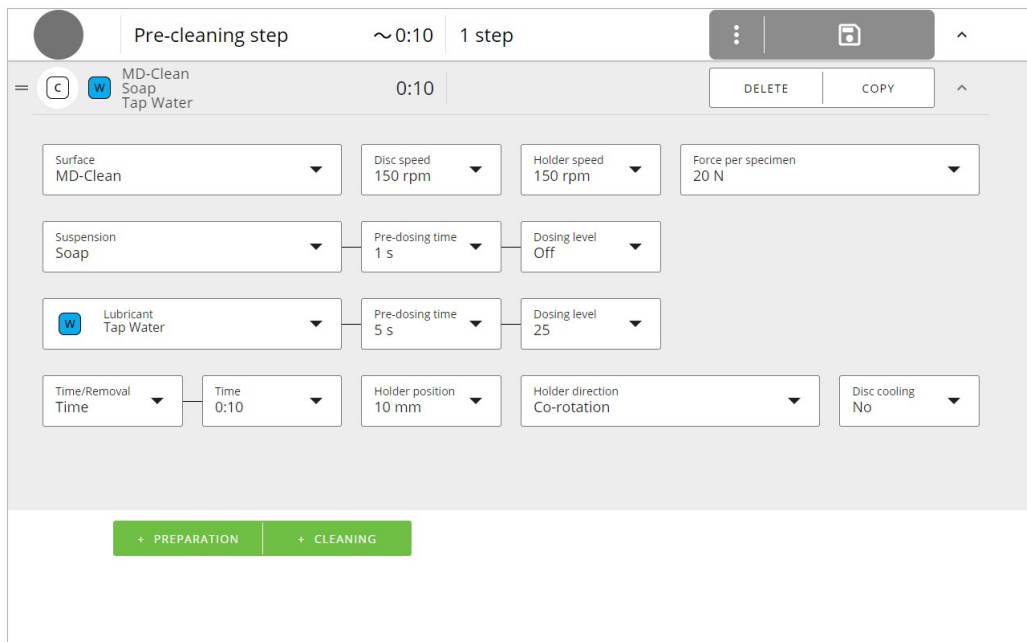 Pre-cleaning step ~0:10 1 step
C W MD-Clean
Soap
Tap Water
0:10
DELETE COPY
Surface
MD-Clean
Disc speed
150 rpm
Holder speed
150 rpm
Force per specimen
20 N
Suspension
Soap
Pre-dosing time
1 s
Dosing level
Off
W
Lubricant
Tap Water
Pre-dosing time
5 s
Dosing level
25
Time/Removal
Time
Time
0:10
Holder position
10 mm
Holder direction
Co-rotation
Disc cooling
No
+ PREPARATION + CLEANING